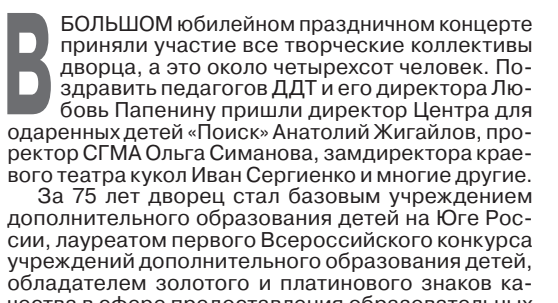 В БОЛЬШОМ юбилейном праздничном концерте
приняли участие все творческие коллективы
дворца, а это около четырехсот человек. По-
здравить педагогов ДДТ и его директора Лю-
бовь Папенину пришли директор Центра для
одаренных детей «Поиск» Анатолий Жигайлов, про-
ректор СГМА Ольга Симанова, замдиректора крае-
вого театра кукол Иван Сергиенко и многие другие.
За 75 лет дворец стал базовым учреждением
дополнительного образования детей на Юге Рос-
сии, лауреатом первого Всероссийского конкурса
учреждений дополнительного образования детей,
обладателем золотого и платинового знаков ка-
чества в сфере предоставления образовательных